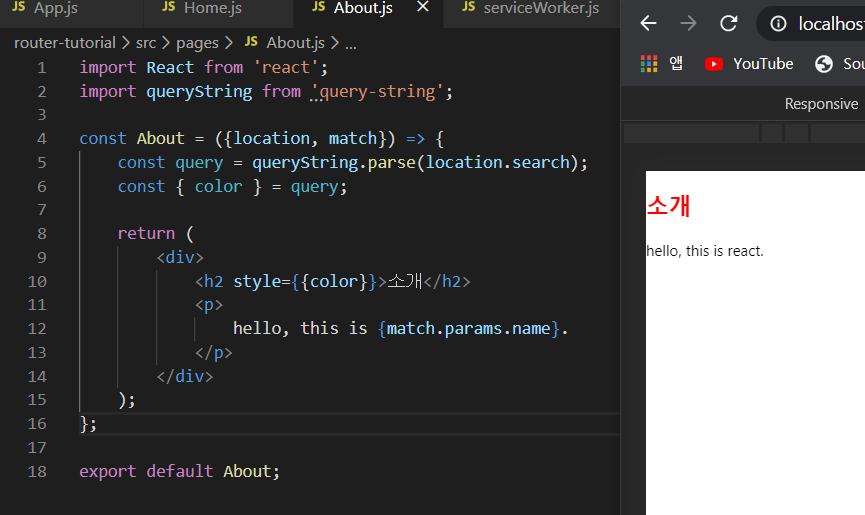 JS App.js JS Home.js JS About.js × JS serviceWorker.js
router-tutorial > src > pages > JS About.js > ...
1 import React from 'react';
2 import queryString from 'query-string';
3
4 const About = ({location, match}) => {
5 const query = queryString.parse(location.search);
6 const { color } = query;
7
8 return (
9 <div>
10 <h2 style={{color}}>소개</h2>
11 <p>
12 hello, this is {match.params.name}.
13 </p>
14 </div>
15 );
16 };
17
18 export default About;
localhos
앱 YouTube Sou
Responsive
소개
hello, this is react.